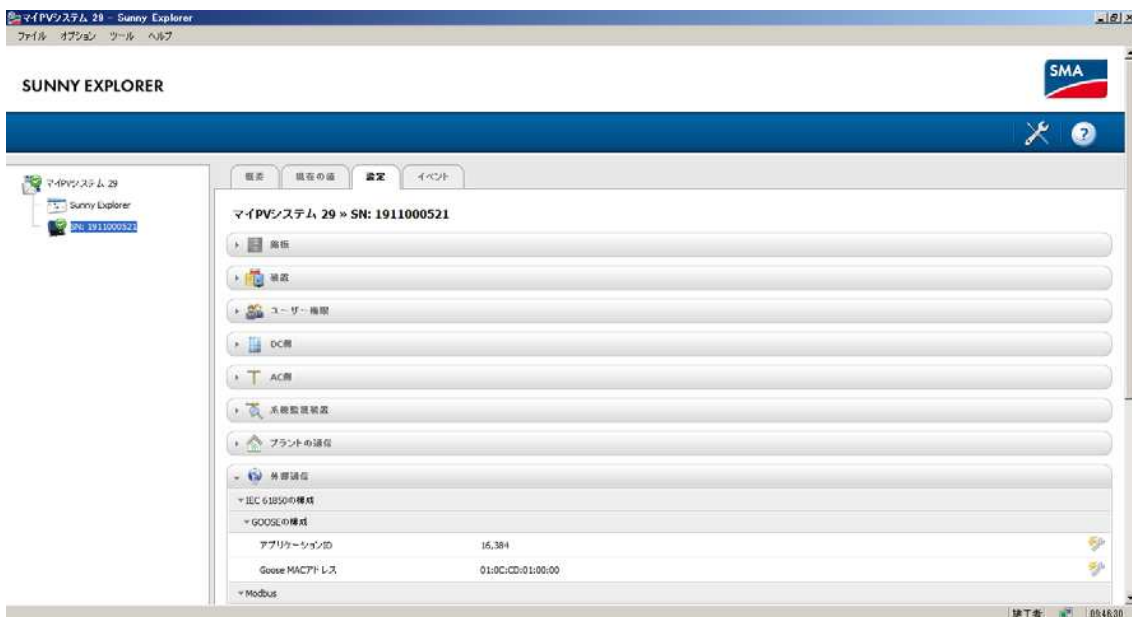 マイPVシステム 29 - Sunny Explorer
ファイル オプション ツール ヘルプ
SUNNY EXPLORER
SMA
マイPVシステム 29
Sunny Explorer
SN: 1911000521
概要 現在の値 設定 イベント
マイPVシステム 29 » SN: 1911000521
銘板
装置
ユーザー権限
DC側
AC側
系統監視装置
プラントの通信
外部通信
IEC 61850の構成
GOOSEの構成
アプリケーションID 16,384
Goose MACアドレス 01:0C:CD:01:00:00
Modbus
施工者 09:46:30